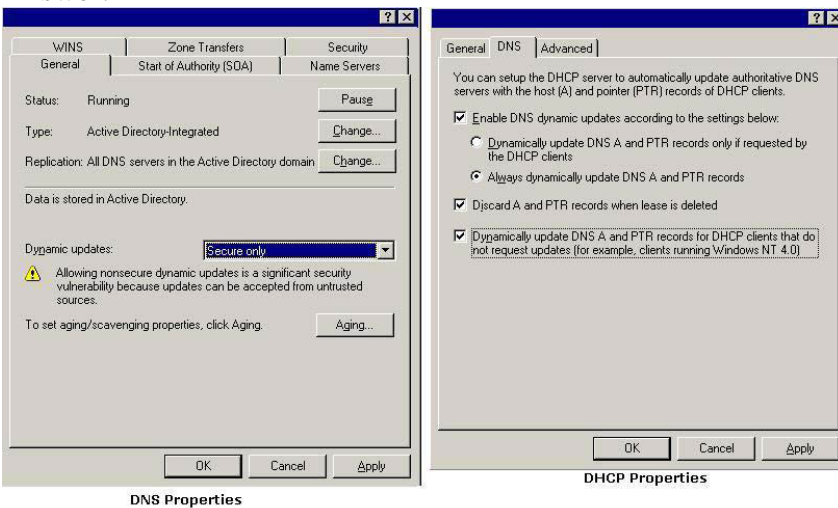 WINS
Zone Transfers
Security
General
Start of Authority (SOA)
Name Servers
Status: Running
Pause
Type: Active Directory-Integrated
Change...
Replication: All DNS servers in the Active Directory domain
Change...
Data is stored in Active Directory.
Dynamic updates:
Secure only
Allowing nonsecure dynamic updates is a significant security
vulnerability because updates can be accepted from untrusted
sources.
To set aging/scavenging properties, click Aging.
Aging...
OK
Cancel
Apply
DNS Properties
General
DNS
Advanced
You can setup the DHCP server to automatically update authoritative DNS
servers with the host (A) and pointer (PTR) records of DHCP clients.
Enable DNS dynamic updates according to the settings below:
Dynamically update DNS A and PTR records only if requested by
the DHCP clients
Always dynamically update DNS A and PTR records
Discard A and PTR records when lease is deleted
Dynamically update DNS A and PTR records for DHCP clients that do
not request updates (for example, clients running Windows NT 4.0)
OK
Cancel
Apply
DHCP Properties